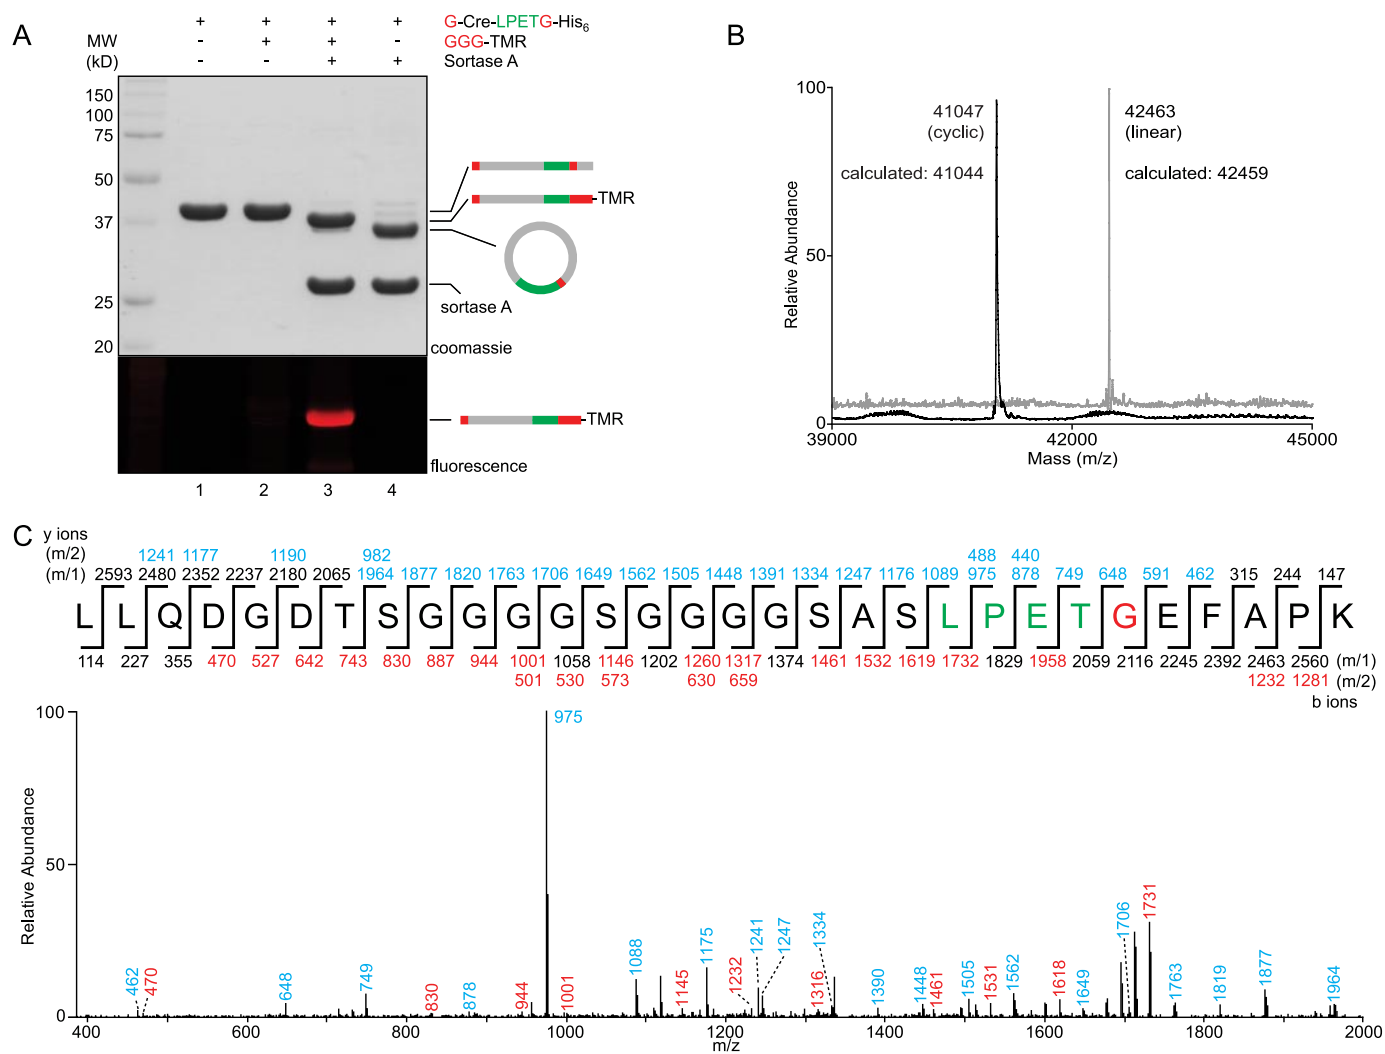 A
+ + + + G-Cre-LPETG-His6
MW - + + - GGG-TMR
(kD) - - + + Sortase A
150
100
75
50
37
25
20
TMR
sortase A
coomassie
TMR
fluorescence
1 2 3 4
B
100
50
0
Relative Abundance
41047
(cyclic)
calculated: 41044
42463
(linear)
calculated: 42459
39000 42000 45000
Mass (m/z)
C
y ions
(m/2) 1241 1177 1190 982 488 440
(m/1) 2593 2480 2352 2237 2180 2065 1964 1877 1820 1763 1706 1649 1562 1505 1448 1391 1334 1247 1176 1089 975 878 749 648 591 462 315 244 147
L L Q D G D T S G G G G S G G G G S A S L P E T G E F A P K
114 227 355 470 527 642 743 830 887 944 1001 1058 1146 1202 1260 1317 1374 1461 1532 1619 1732 1829 1958 2059 2116 2245 2392 2463 2560 (m/1)
501 530 573 630 659 1232 1281 (m/2)
b ions
100
50
0
Relative Abundance
975
462 470 648 749 830 878 944 1001 1088 1145 1175 1232 1241 1247 1316 1334 1390 1448 1461 1505 1531 1562 1618 1649 1706 1731 1763 1819 1877 1964
400 600 800 1000 1200 1400 1600 1800 2000
m/z